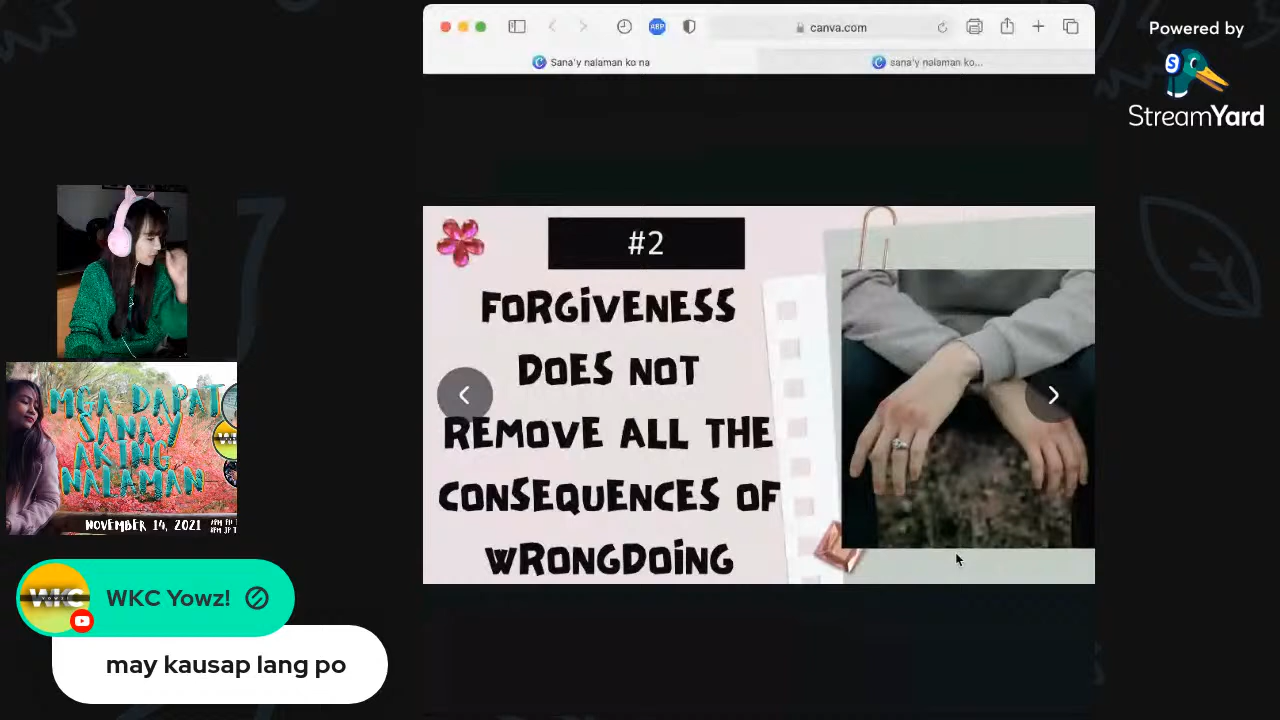 canva.com
Sana'y nalaman ko na
sana'y nalaman ko...
Powered by
StreamYard
#2
FORGIVENESS
DOES NOT
REMOVE ALL THE
CONSEQUENCES OF
WRONGDOING
MGA DAPAT
SANA'Y
AKING
NALAMAN
NOVEMBER 14, 2021
WKC
WKC Yowz!
may kausap lang po